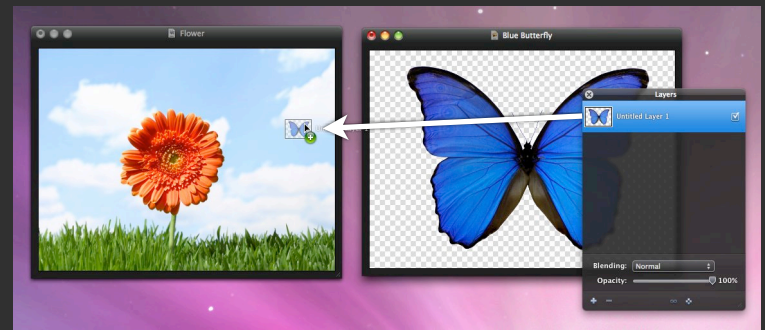 Flower
Blue Butterfly
Layers
Untitled Layer 1
Blending: Normal
Opacity: 100%